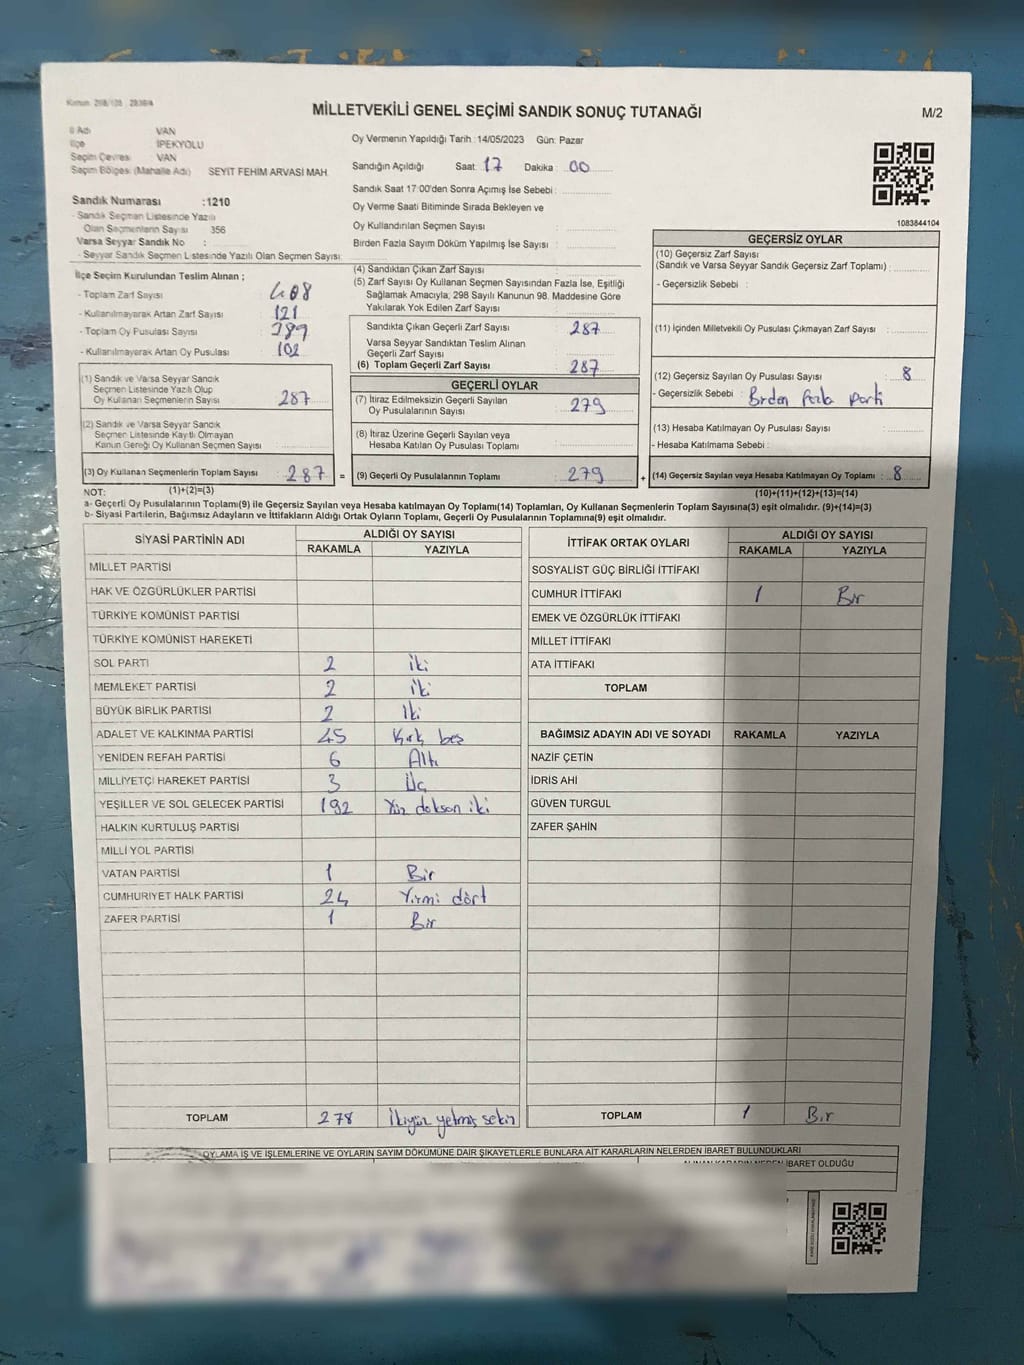 MİLLETVEKİLİ GENEL SEÇİMİ SANDIK SONUÇ TUTANAĞI
M/2
İl Adı VAN
İlçe İPEKYOLU
Seçim Çevres VAN
Seçim Bölges (Mahalle Adı) SEYİT FEHİM ARVASİ MAH.
Oy Vermenin Yapıldığı Tarih : 14/05/2023 Gün: Pazar
Sandığın Açıldığı Saat: 17 Dakika : 00
Sandık Saat 17:00'den Sonra Açımış İse Sebebi :
Oy Verme Saati Bitiminde Sırada Bekleyen ve
Oy Kullandırılan Seçmen Sayısı :
Birden Fazla Sayım Döküm Yapılmış İse Sayısı :
Sandık Numarası :1210
- Sandık Seçmen Listesinde Yazılı
Olan Seçmenlerin Sayısı 356
Varsa Seyyar Sandık No :
- Seyyar Sandık Seçmen Listesinde Yazılı Olan Seçmen Sayısı:
1083844104
İlçe Seçim Kurulundan Teslim Alınan ;
- Toplam Zarf Sayısı 408
- Kullanılmayarak Artan Zarf Sayısı 121
- Toplam Oy Pusulası Sayısı 389
- Kullanılmayarak Artan Oy Pusulası 102
(1) Sandık ve Varsa Seyyar Sandık
Seçmen Listesinde Yazılı Olup
Oy Kullanan Seçmenlerin Sayısı 287
(2) Sandık ve Varsa Seyyar Sandık
Seçmen Listesinde Kayıtlı Olmayan
Kanun Gereği Oy Kullanan Seçmen Sayısı
(3) Oy Kullanan Seçmenlerin Toplam Sayısı : 287 =
(1)+(2)=(3)
(4) Sandıktan Çıkan Zarf Sayısı :
(5) Zarf Sayısı Oy Kullanan Seçmen Sayısından Fazla İse, Eşitliği
Sağlamak Amacıyla, 298 Sayılı Kanunun 98. Maddesine Göre
Yakılarak Yok Edilen Zarf Sayısı :
Sandıkta Çıkan Geçerli Zarf Sayısı : 287
Varsa Seyyar Sandıktan Teslim Alınan
Geçerli Zarf Sayısı
(6) Toplam Geçerli Zarf Sayısı : 287
GEÇERLİ OYLAR
(7) İtiraz Edilmeksizin Geçerli Sayılan
Oy Pusulalarının Sayısı : 279
(8) İtiraz Üzerine Geçerli Sayılan veya
Hesaba Katılan Oy Pusulalarının Toplamı :
(9) Geçerli Oy Pusulalarının Toplamı : 279 +
GEÇERSİZ OYLAR
(10) Geçersiz Zarf Sayısı
(Sandık ve Varsa Seyyar Sandık Geçersiz Zarf Toplamı) :
- Geçersizlik Sebebi :
(11) İçinden Milletvekili Oy Pusulası Çıkmayan Zarf Sayısı :
(12) Geçersiz Sayılan Oy Pusulası Sayısı : 8
- Geçersizlik Sebebi : Birden fazla parti
(13) Hesaba Katılmayan Oy Pusulası Sayısı :
- Hesaba Katılmama Sebebi :
(14) Geçersiz Sayılan veya Hesaba Katılmayan Oy Toplamı : 8
(10)+(11)+(12)+(13)=(14)
NOT:
a- Geçerli Oy Pusulalarının Toplamı(9) ile Geçersiz Sayılan veya Hesaba katılmayan Oy Toplamı(14) Toplamları, Oy Kullanan Seçmenlerin Toplam Sayısına(3) eşit olmalıdır. (9)+(14)=(3)
b- Siyasi Partilerin, Bağımsız Adayların ve İttifakların Aldığı Ortak Oyların Toplamı, Geçerli Oy Pusulalarının Toplamına(9) eşit olmalıdır.
SİYASİ PARTİNİN ADI ALDIĞI OY SAYISI
RAKAMLA YAZIYLA
MİLLET PARTİSİ
HAK VE ÖZGÜRLÜKLER PARTİSİ
TÜRKİYE KOMÜNİST PARTİSİ
TÜRKİYE KOMÜNİST HAREKETİ
SOL PARTİ 2 iki
MEMLEKET PARTİSİ 2 iki
BÜYÜK BİRLİK PARTİSİ 2 İki
ADALET VE KALKINMA PARTİSİ 45 Kırk beş
YENİDEN REFAH PARTİSİ 6 Altı
MİLLİYETÇİ HAREKET PARTİSİ 3 Üç
YEŞİLLER VE SOL GELECEK PARTİSİ 192 Yüz doksan iki
HALKIN KURTULUŞ PARTİSİ
MİLLİ YOL PARTİSİ
VATAN PARTİSİ 1 Bir
CUMHURİYET HALK PARTİSİ 24 Yirmi dört
ZAFER PARTİSİ 1 Bir
TOPLAM 278 İkiyüz yetmiş sekiz
İTTİFAK ORTAK OYLARI ALDIĞI OY SAYISI
RAKAMLA YAZIYLA
SOSYALİST GÜÇ BİRLİĞİ İTTİFAKI
CUMHUR İTTİFAKI 1 Bir
EMEK VE ÖZGÜRLÜK İTTİFAKI
MİLLET İTTİFAKI
ATA İTTİFAKI
TOPLAM
BAĞIMSIZ ADAYIN ADI VE SOYADI RAKAMLA YAZIYLA
NAZİF ÇETİN
İDRİS AHİ
GÜVEN TURGUL
ZAFER ŞAHİN
TOPLAM 1 Bir
OYLAMA İŞ VE İŞLEMLERİNE VE OYLARIN SAYIM DÖKÜMÜNE DAİR ŞİKAYETLERLE BUNLARA AİT KARARLARIN NELERDEN İBARET BULUNDUKLARI
İBARET OLDUĞU